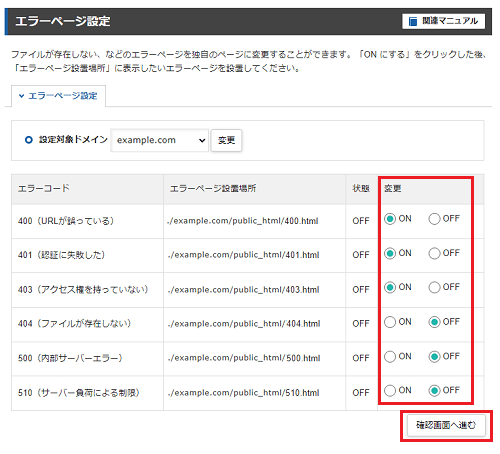 エラーページ設定
関連マニュアル
ファイルが存在しない、などのエラーページを独自のページに変更することができます。「ON にする」をクリックした後、
「エラーページ設置場所」に表示したいエラーページを設置してください。
エラーページ設定
設定対象ドメイン example.com 変更
エラーコード エラーページ設置場所 状態 変更
400（URLが誤っている） ./example.com/public_html/400.html OFF ON OFF
401（認証に失敗した） ./example.com/public_html/401.html OFF ON OFF
403（アクセス権を持っていない） ./example.com/public_html/403.html OFF ON OFF
404（ファイルが存在しない） ./example.com/public_html/404.html OFF ON OFF
500（内部サーバーエラー） ./example.com/public_html/500.html OFF ON OFF
510（サーバー負荷による制限） ./example.com/public_html/510.html OFF ON OFF
確認画面へ進む